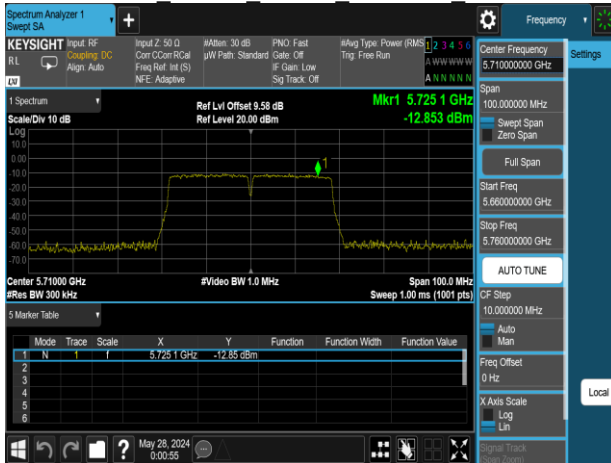 Spectrum Analyzer 1
Swept SA
+
Frequency
KEYSIGHT Input: RF
RL
Coupling: DC
Align: Auto
LXI
Input Z: 50 Ω
Corr CCorr RCal
Freq Ref: Int (S)
NFE: Adaptive
#Atten: 30 dB
µW Path: Standard
PNO: Fast
Gate: Off
IF Gain: Low
Sig Track: Off
#Avg Type: Power (RMS
Trig: Free Run
1 2 3 4 5 6
A WW WW W
A N N N N N
1 Spectrum
Scale/Div 10 dB
Log
Ref Lvl Offset 9.58 dB
Ref Level 20.00 dBm
Mkr1 5.725 1 GHz
-12.853 dBm
10.0
0.00
-10.0
-20.0
-30.0
-40.0
-50.0
-60.0
-70.0
1
Center 5.71000 GHz
#Res BW 300 kHz
#Video BW 1.0 MHz
Span 100.0 MHz
Sweep 1.00 ms (1001 pts)
5 Marker Table
Mode Trace Scale X Y Function Function Width Function Value
1 N 1 f 5.725 1 GHz -12.85 dBm
2
3
4
5
6
?
May 28, 2024
0:00:55
Center Frequency
5.710000000 GHz
Span
100.000000 MHz
Swept Span
Zero Span
Full Span
Start Freq
5.660000000 GHz
Stop Freq
5.760000000 GHz
AUTO TUNE
CF Step
10.000000 MHz
Auto
Man
Freq Offset
0 Hz
X Axis Scale
Log
Lin
Signal Track
(Span Zoom)
Settings
Local